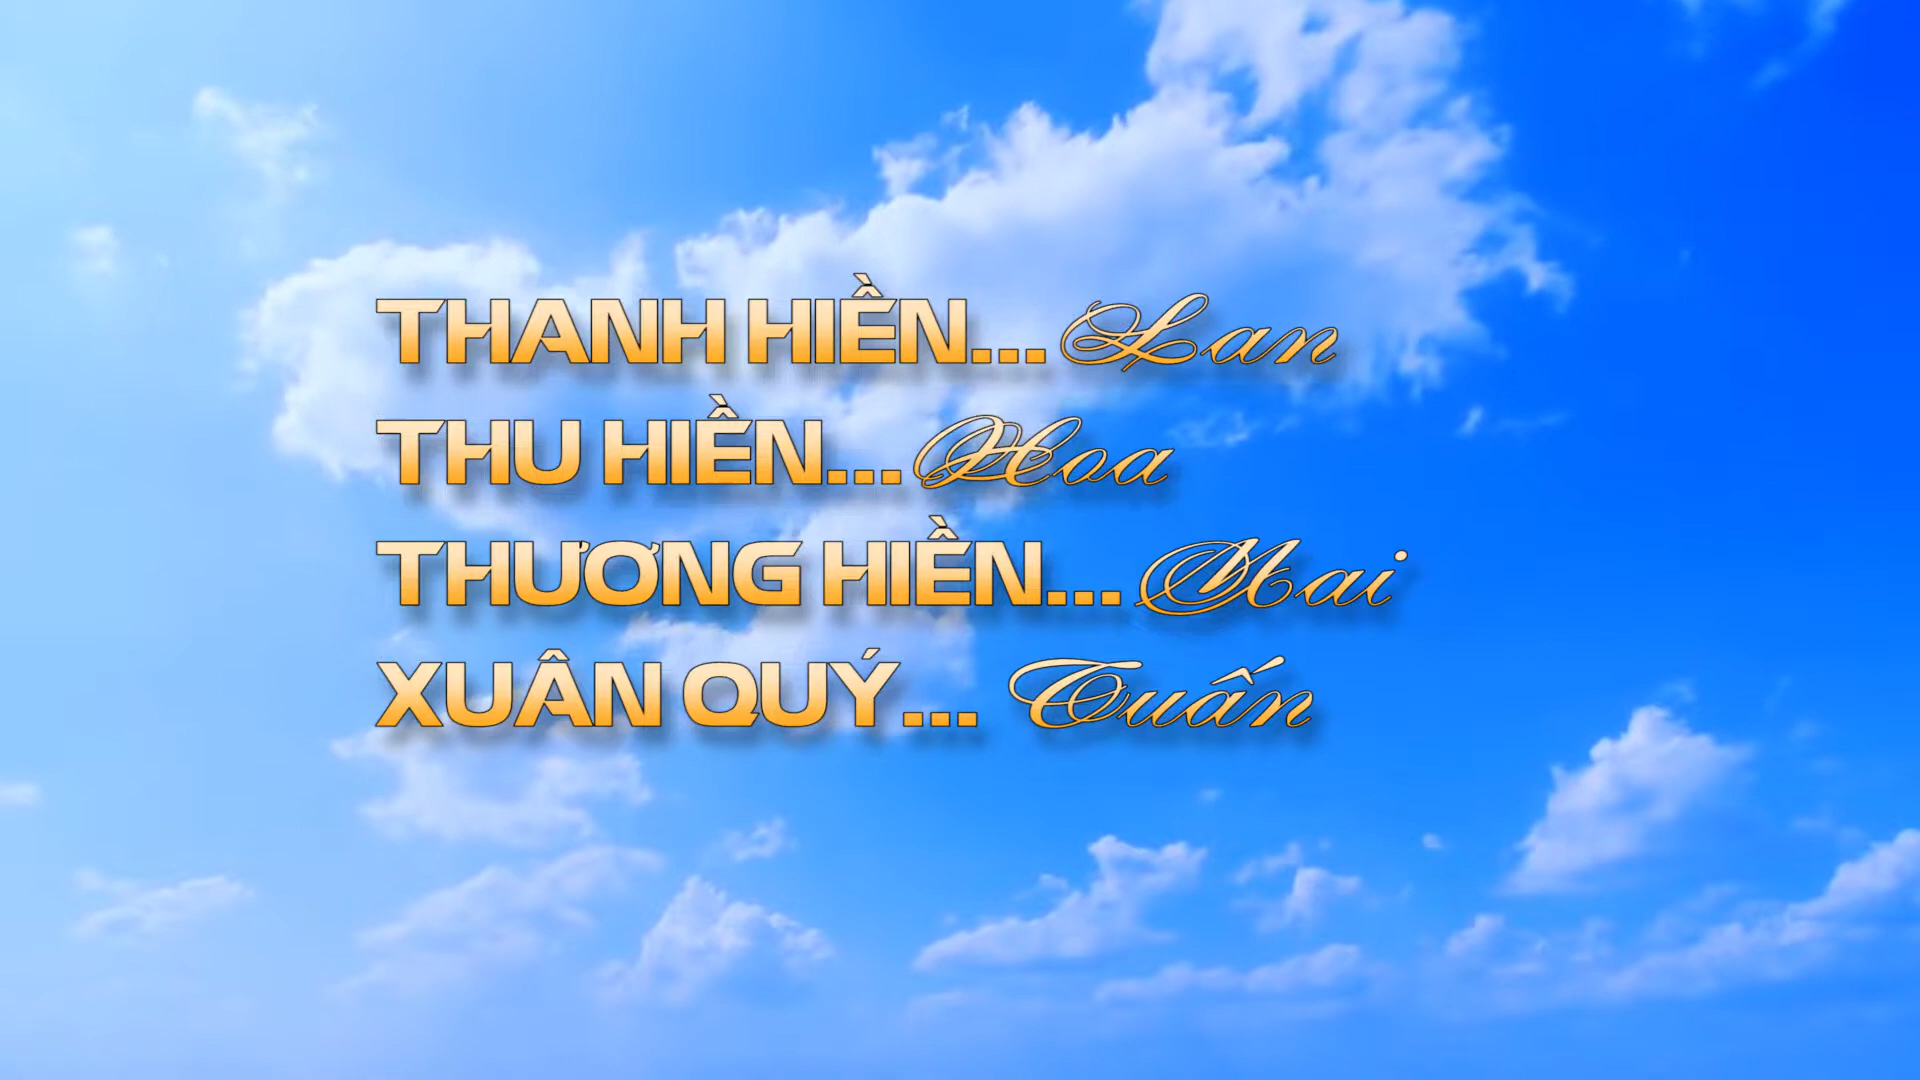 THANH HIỀN... Lan
THU HIỀN... Hoa
THƯƠNG HIỀN... Mai
XUÂN QUÝ... Tuấn